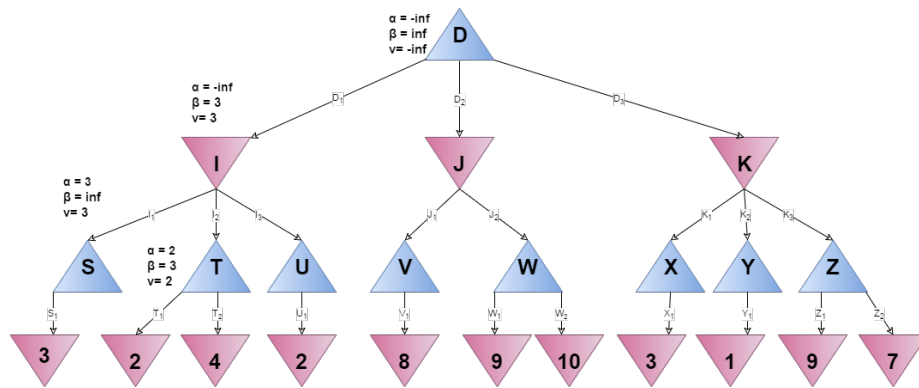 α = -inf
β = inf
v= -inf
D
α = -inf
β = 3
v= 3
D₁
D₂
D₃
I
J
K
α = 3
β = inf
v= 3
I₁
I₂
I₃
J₁
J₂
K₁
K₂
K₃
S
α = 2
β = 3
v= 2
T
U
V
W
X
Y
Z
S₁
T₁
T₂
U₁
V₁
W₁
W₂
X₁
Y₁
Z₁
Z₂
3
2
4
2
8
9
10
3
1
9
7